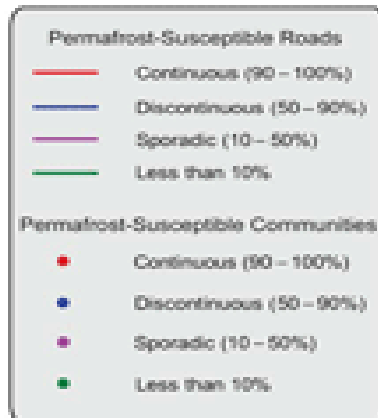 Permafrost-Susceptible Roads
Continuous (90 – 100%)
Discontinuous (50 – 90%)
Sporadic (10 – 50%)
Less than 10%
Permafrost-Susceptible Communities
Continuous (90 – 100%)
Discontinuous (50 – 90%)
Sporadic (10 – 50%)
Less than 10%